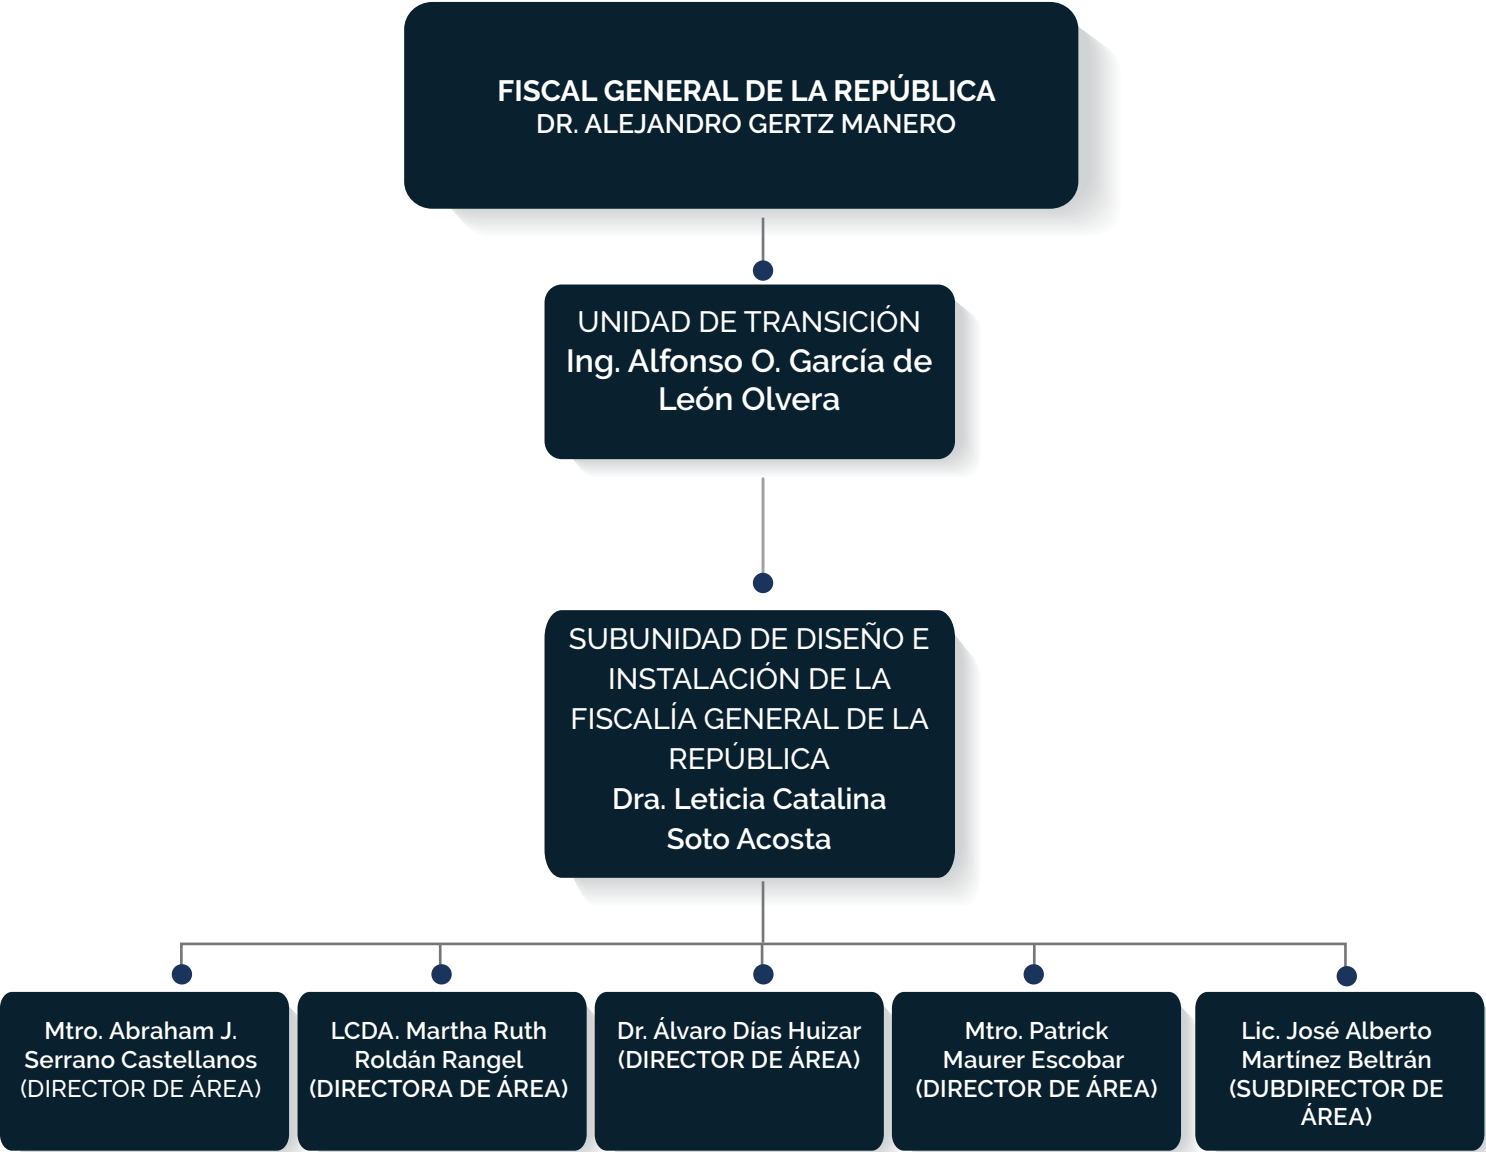 FISCAL GENERAL DE LA REPÚBLICA
DR. ALEJANDRO GERTZ MANERO
UNIDAD DE TRANSICIÓN
Ing. Alfonso O. García de
León Olvera
SUBUNIDAD DE DISEÑO E
INSTALACIÓN DE LA
FISCALÍA GENERAL DE LA
REPÚBLICA
Dra. Leticia Catalina
Soto Acosta
Mtro. Abraham J.
Serrano Castellanos
(DIRECTOR DE ÁREA)
LCDA. Martha Ruth
Roldán Rangel
(DIRECTORA DE ÁREA)
Dr. Álvaro Días Huizar
(DIRECTOR DE ÁREA)
Mtro. Patrick
Maurer Escobar
(DIRECTOR DE ÁREA)
Lic. José Alberto
Martínez Beltrán
(SUBDIRECTOR DE
ÁREA)